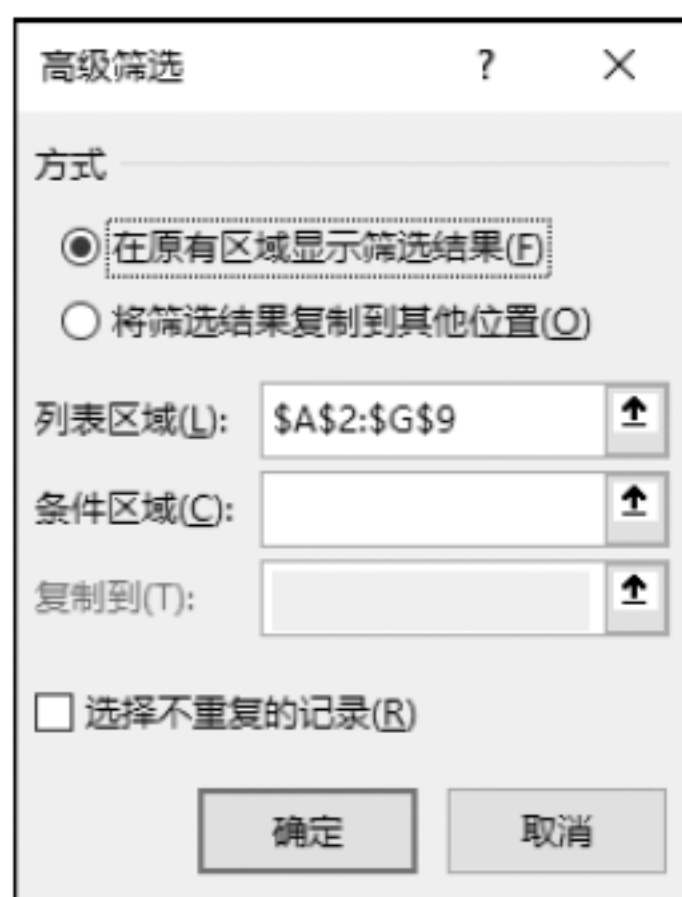 高级筛选 ?
方式
在原有区域显示筛选结果(F)
将筛选结果复制到其他位置(O)
列表区域(L): $A$2:$G$9
条件区域(C):
复制到(T):
选择不重复的记录(R)
确定 取消